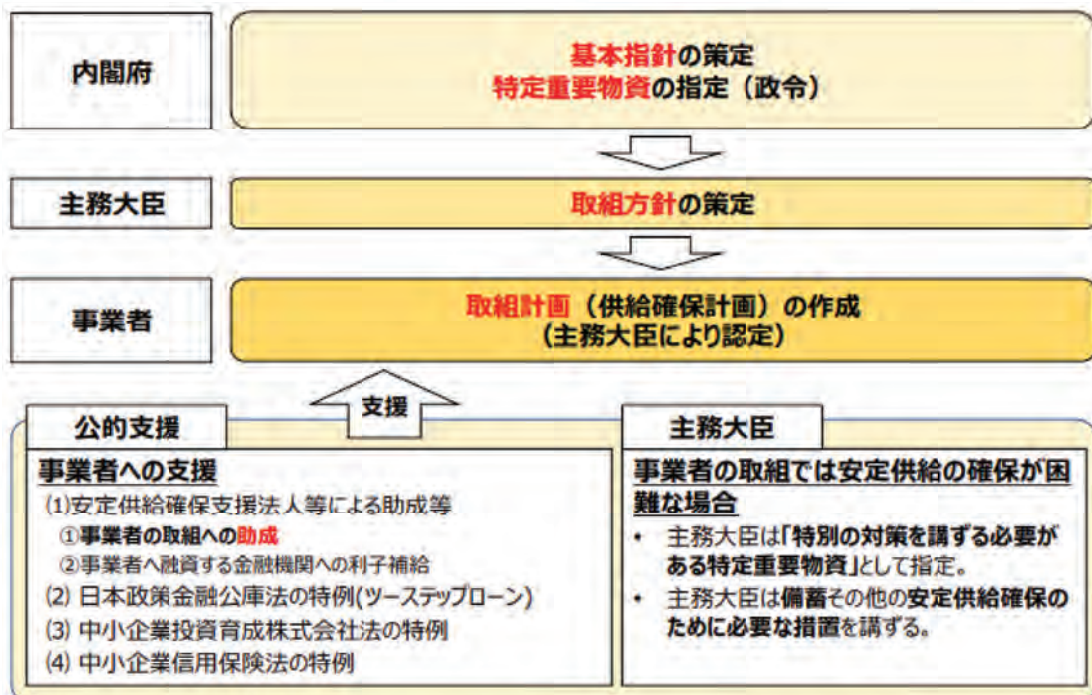 内閣府
基本指針の策定
特定重要物資の指定（政令）
主務大臣
取組方針の策定
事業者
取組計画（供給確保計画）の作成
（主務大臣により認定）
支援
公的支援
事業者への支援
⑴安定供給確保支援法人等による助成等
①事業者の取組への助成
②事業者へ融資する金融機関への利子補給
⑵ 日本政策金融公庫法の特例(ツーステップローン)
⑶ 中小企業投資育成株式会社法の特例
⑷ 中小企業信用保険法の特例
主務大臣
事業者の取組では安定供給の確保が困
難な場合
• 主務大臣は「特別の対策を講ずる必要が
ある特定重要物資」として指定。
• 主務大臣は備蓄その他の安定供給確保の
ために必要な措置を講ずる。